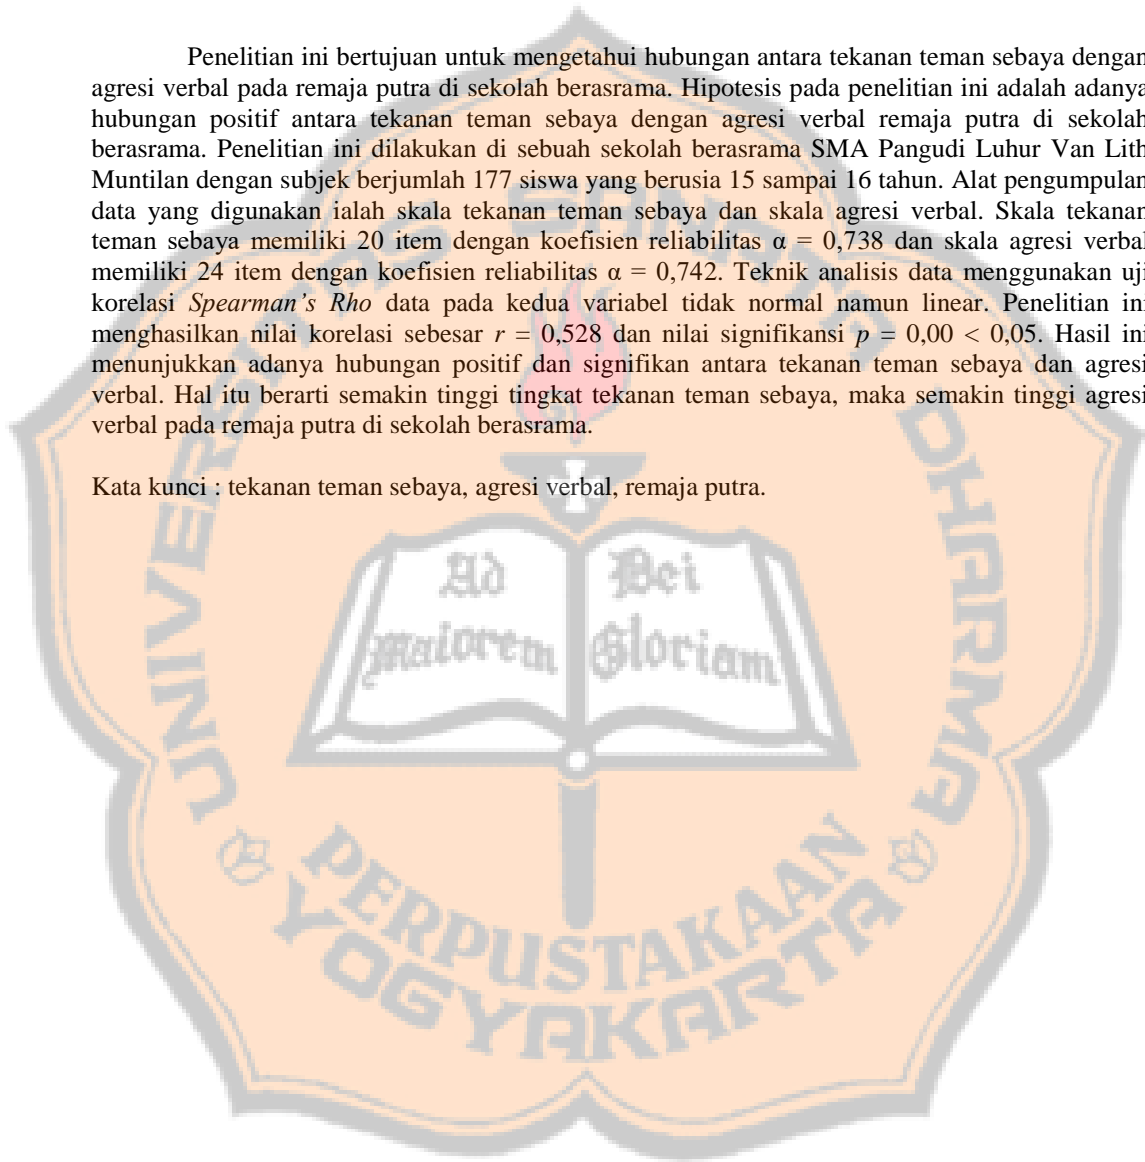 Penelitian ini bertujuan untuk mengetahui hubungan antara tekanan teman sebaya dengan
agresi verbal pada remaja putra di sekolah berasrama. Hipotesis pada penelitian ini adalah adanya
hubungan positif antara tekanan teman sebaya dengan agresi verbal remaja putra di sekolah
berasrama. Penelitian ini dilakukan di sebuah sekolah berasrama SMA Pangudi Luhur Van Lith
Muntilan dengan subjek berjumlah 177 siswa yang berusia 15 sampai 16 tahun. Alat pengumpulan
data yang digunakan ialah skala tekanan teman sebaya dan skala agresi verbal. Skala tekanan
teman sebaya memiliki 20 item dengan koefisien reliabilitas α = 0,738 dan skala agresi verbal
memiliki 24 item dengan koefisien reliabilitas α = 0,742. Teknik analisis data menggunakan uji
korelasi Spearman’s Rho data pada kedua variabel tidak normal namun linear. Penelitian ini
menghasilkan nilai korelasi sebesar r = 0,528 dan nilai signifikansi p = 0,00 < 0,05. Hasil ini
menunjukkan adanya hubungan positif dan signifikan antara tekanan teman sebaya dan agresi
verbal. Hal itu berarti semakin tinggi tingkat tekanan teman sebaya, maka semakin tinggi agresi
verbal pada remaja putra di sekolah berasrama.
Kata kunci : tekanan teman sebaya, agresi verbal, remaja putra.
UNIVERSITAS SANATA DHARMA
Ad Dei
maiorem Gloriam
PERPUSTAKAAN
YOGYAKARTA